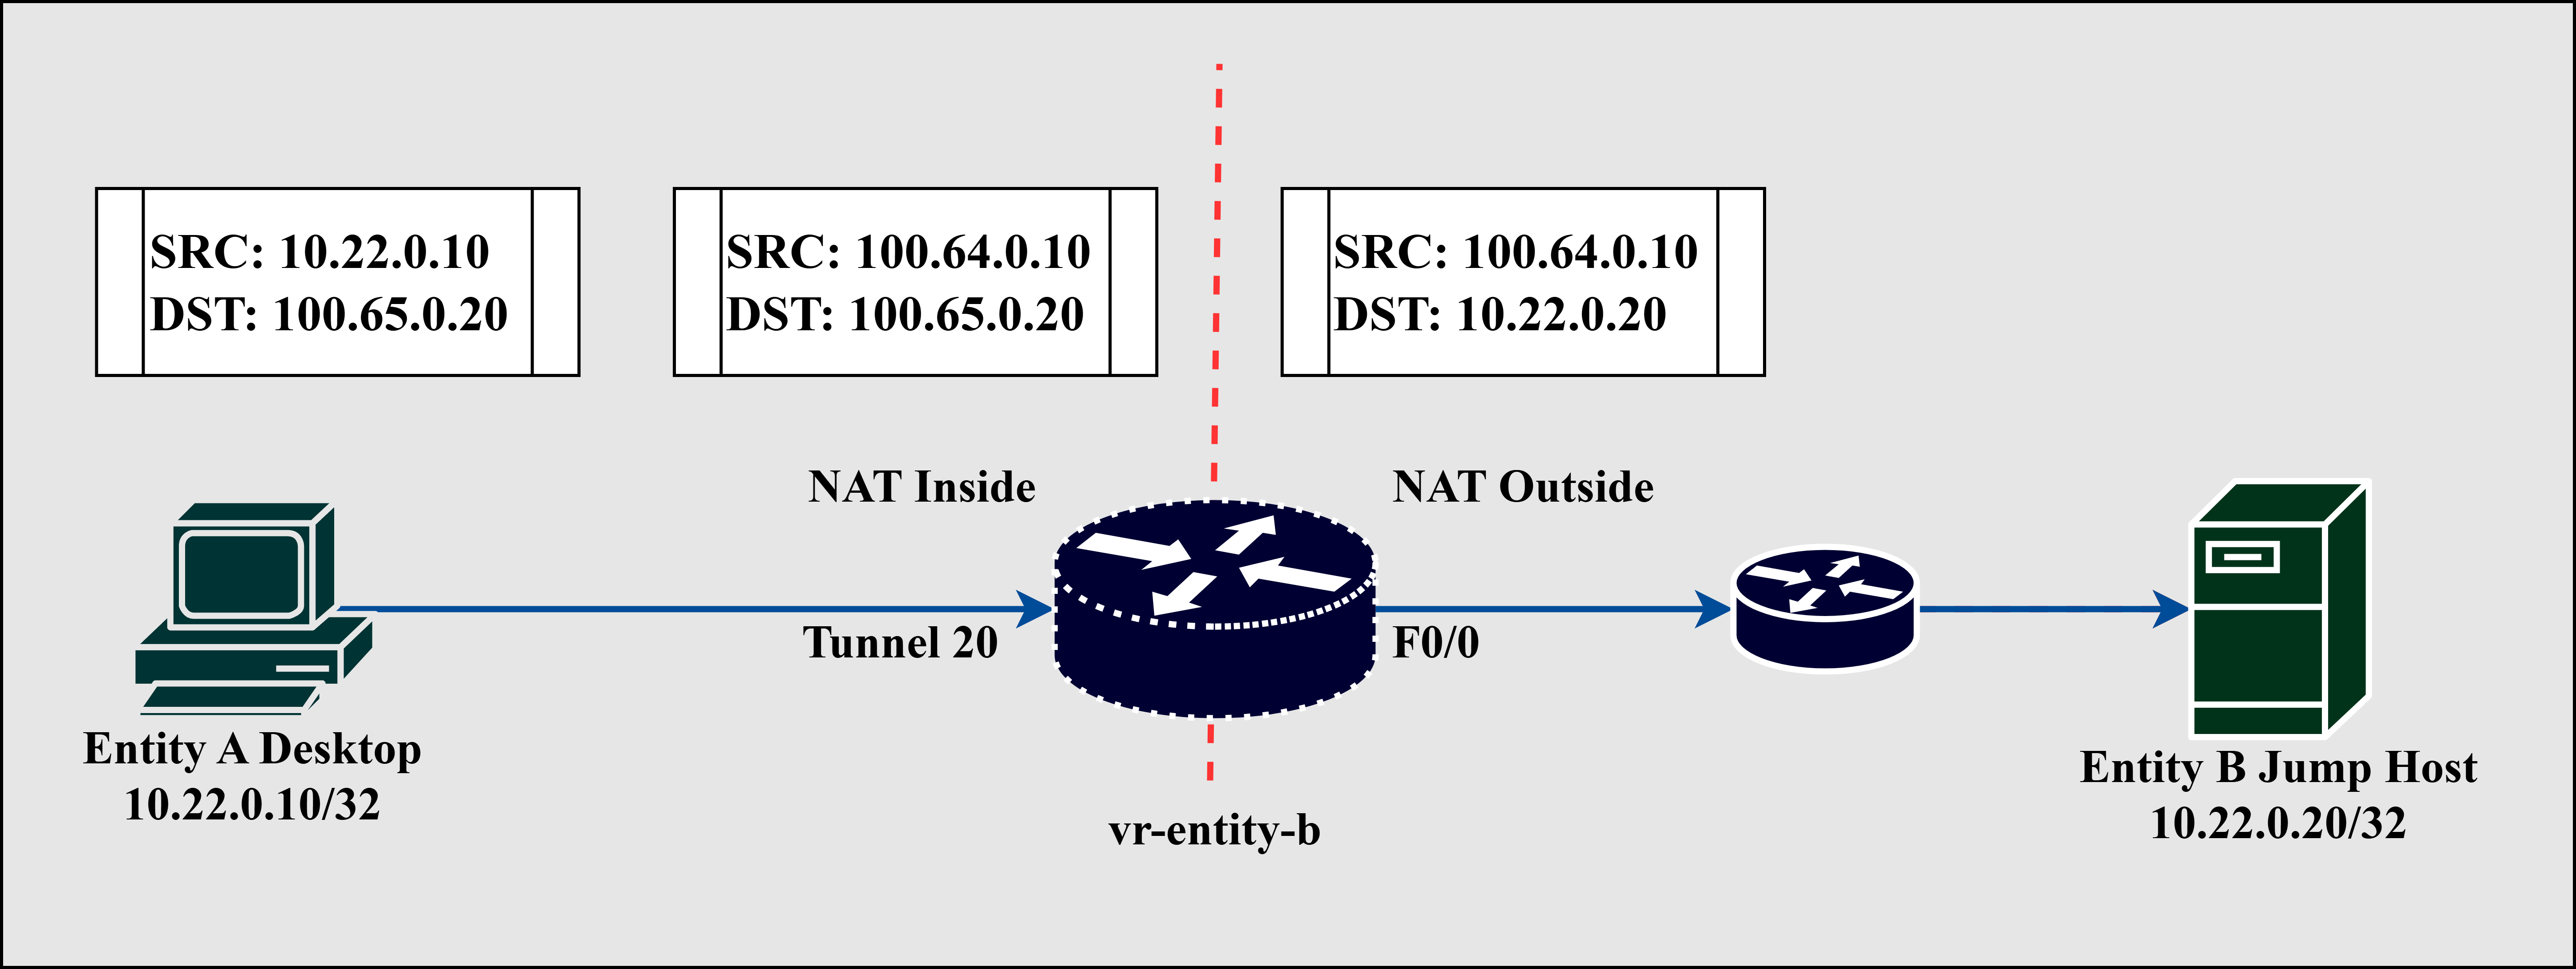 SRC: 10.22.0.10
DST: 100.65.0.20
SRC: 100.64.0.10
DST: 100.65.0.20
SRC: 100.64.0.10
DST: 10.22.0.20
NAT Inside
NAT Outside
Tunnel 20
F0/0
Entity A Desktop
10.22.0.10/32
vr-entity-b
Entity B Jump Host
10.22.0.20/32